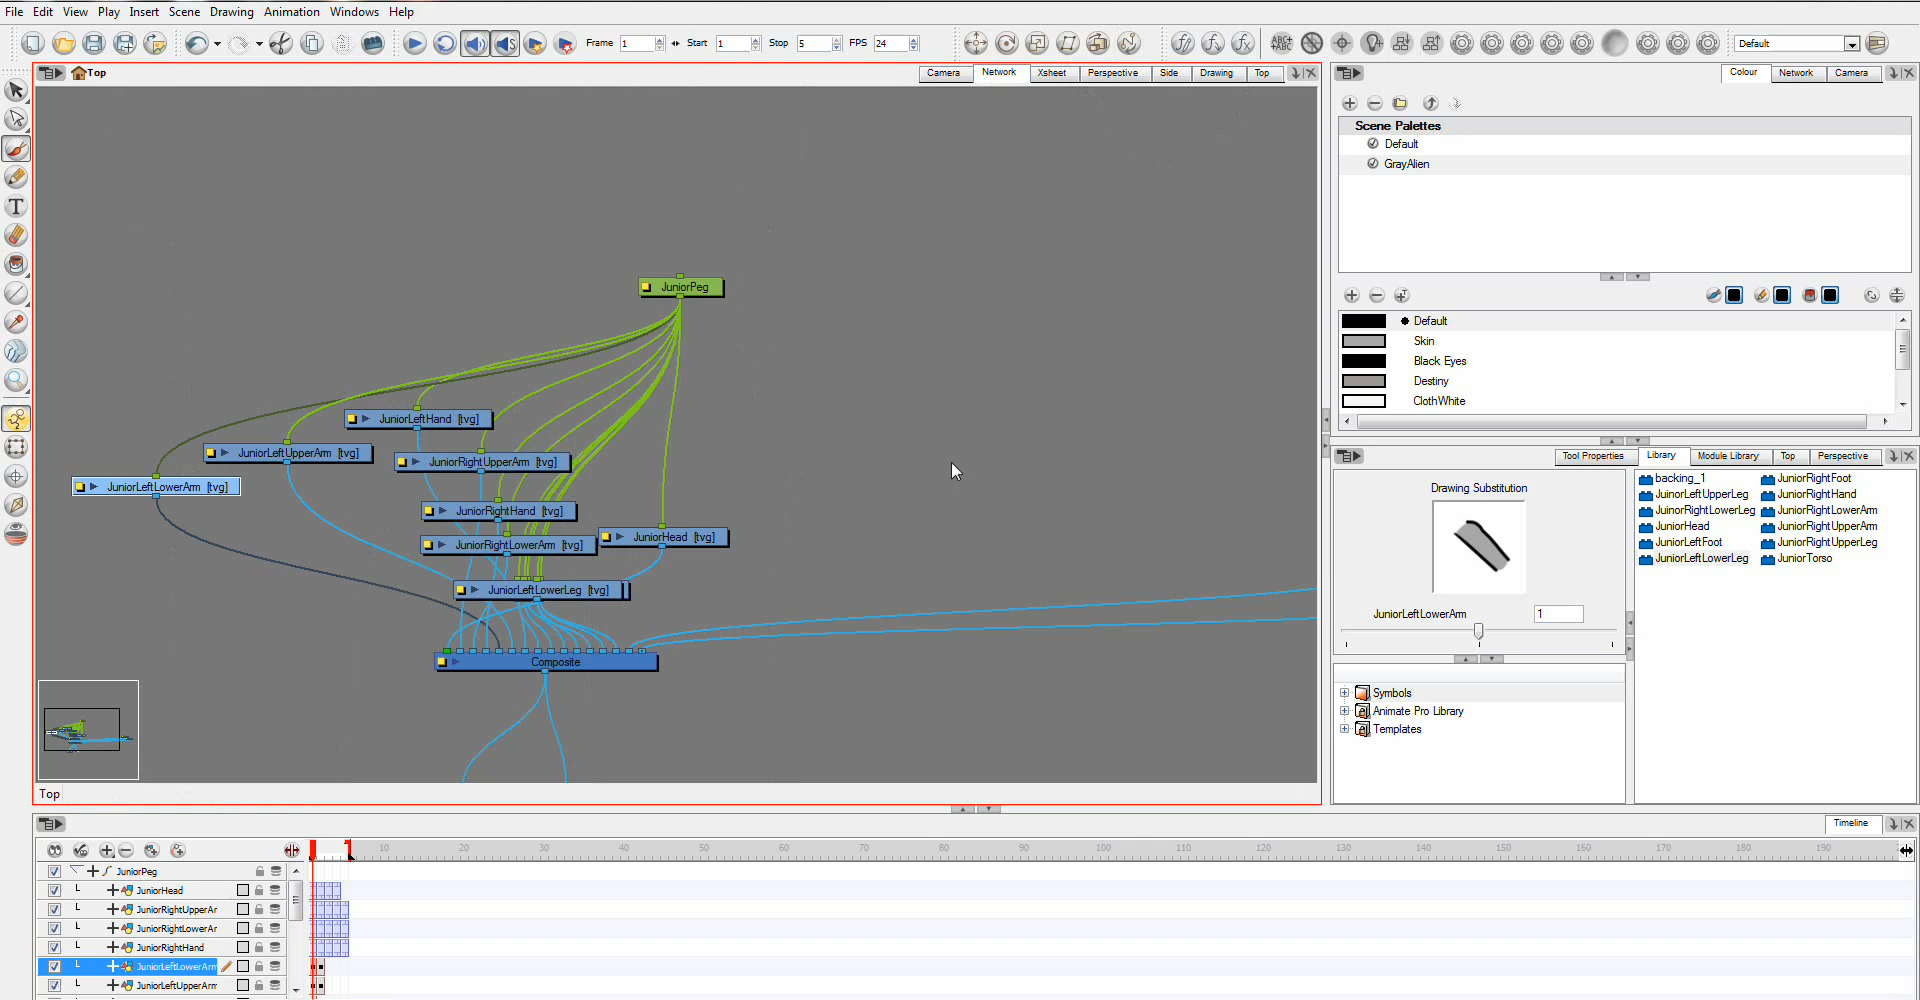 File Edit View Play Insert Scene Drawing Animation Windows Help
Frame 1 Start 1 Stop 5 FPS 24
ABC
ABC
Default
Top
Camera Network Xsheet Perspective Side Drawing Top
Colour Network Camera
Scene Palettes
Default
GrayAlien
JuniorPeg
Default
Skin
Black Eyes
Destiny
ClothWhite
JuniorLeftHand [tvg]
JuniorLeftUpperArm [tvg]
JuniorRightUpperArm [tvg]
JuniorLeftLowerArm [tvg]
JuniorRightHand [tvg]
JuniorRightLowerArm [tvg]
JuniorHead [tvg]
JuniorLeftLowerLeg [tvg]
Composite
Top
Tool Properties Library Module Library Top Perspective
Drawing Substitution
JuniorLeftLowerArm 1
backing_1 JuniorRightFoot
JuinorLeftUpperLeg JuniorRightHand
JuinorRightLowerLeg JuniorRightLowerArm
JuniorHead JuniorRightUpperArm
JuniorLeftFoot JuniorRightUpperLeg
JuniorLeftLowerLeg JuniorTorso
Symbols
Animate Pro Library
Templates
Timeline
10 20 30 40 50 60 70 80 90 100 110 120 130 140 150 160 170 180 190
JuniorPeg
JuniorHead
JuniorRightUpperAr
JuniorRightLowerAr
JuniorRightHand
JuniorLeftLowerArm
JuniorLeftUpperArm